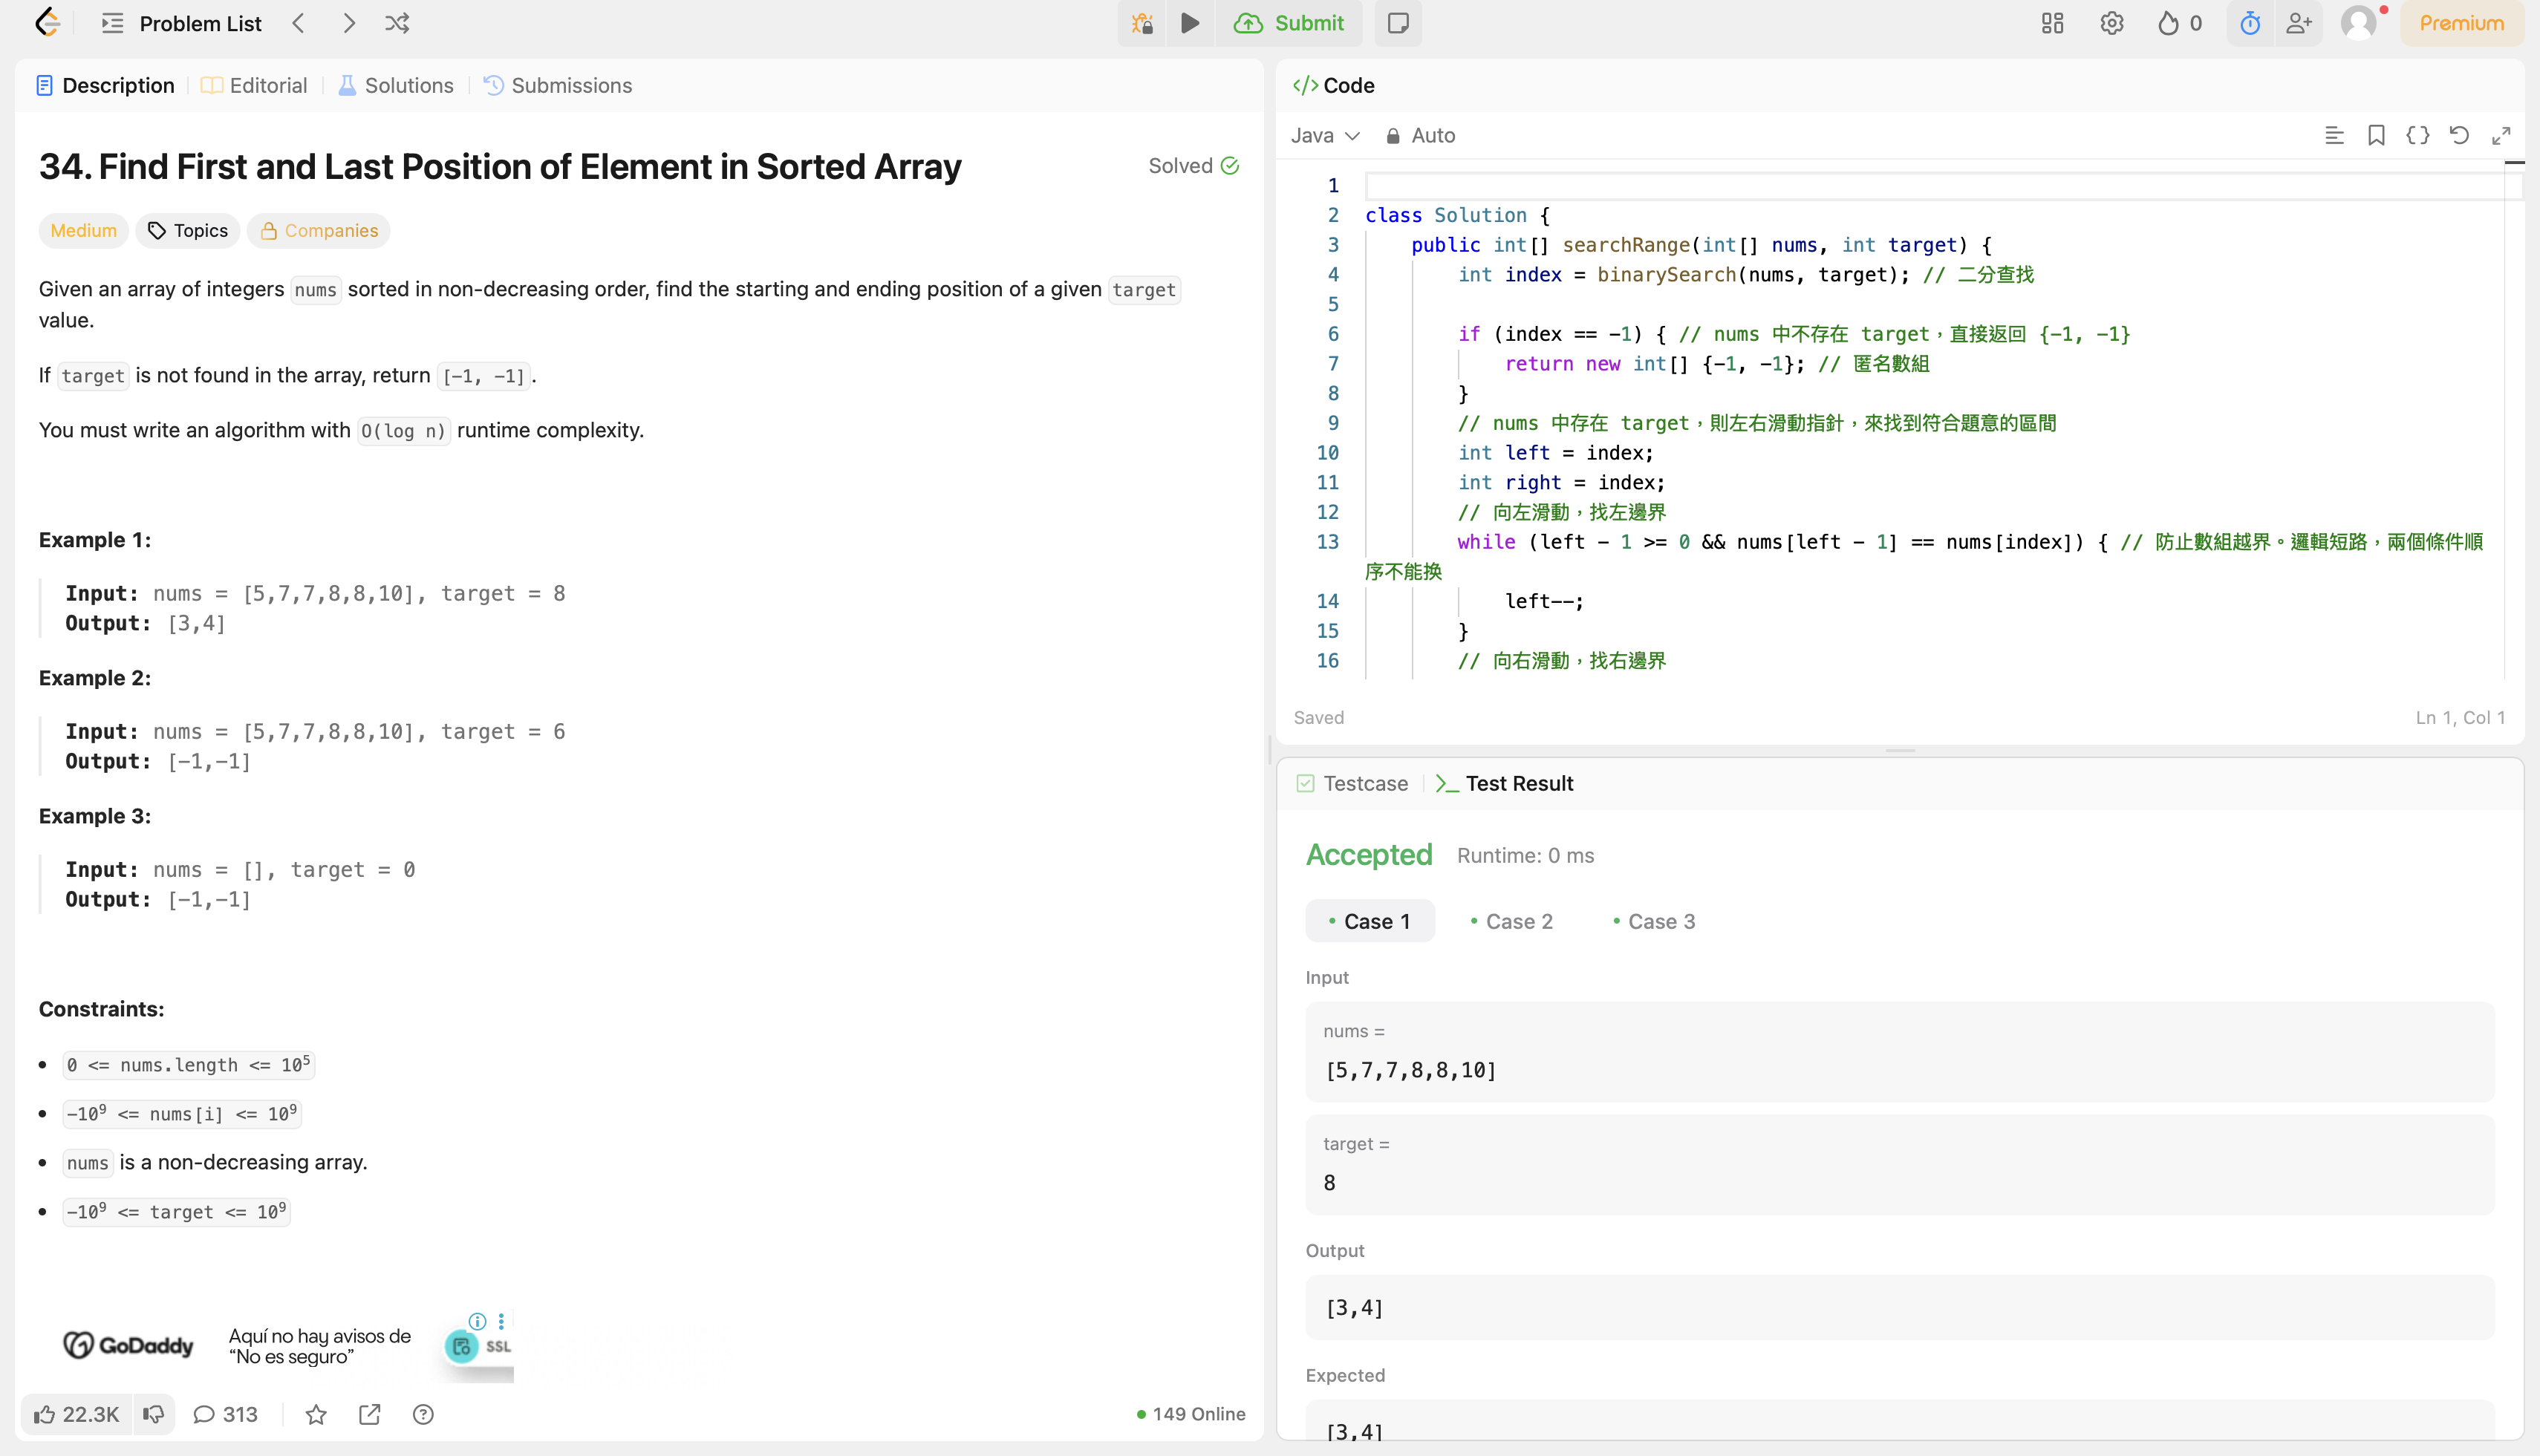 Problem List
Submit
0
Premium
Description
Editorial
Solutions
Submissions
34. Find First and Last Position of Element in Sorted Array
Solved
Medium
Topics
Companies
Given an array of integers nums sorted in non-decreasing order, find the starting and ending position of a given target
value.
If target is not found in the array, return [-1, -1].
You must write an algorithm with O(log n) runtime complexity.
Example 1:
Input: nums = [5,7,7,8,8,10], target = 8
Output: [3,4]
Example 2:
Input: nums = [5,7,7,8,8,10], target = 6
Output: [-1,-1]
Example 3:
Input: nums = [], target = 0
Output: [-1,-1]
Constraints:
0 <= nums.length <= 10⁵
-10⁹ <= nums[i] <= 10⁹
nums is a non-decreasing array.
-10⁹ <= target <= 10⁹
GoDaddy
Aquí no hay avisos de
“No es seguro”
SSL
22.3K
313
149 Online
</> Code
Java
Auto
1
2 class Solution {
3 public int[] searchRange(int[] nums, int target) {
4 int index = binarySearch(nums, target); // 二分查找
5
6 if (index == -1) { // nums 中不存在 target，直接返回 {-1, -1}
7 return new int[] {-1, -1}; // 匿名數組
8 }
9 // nums 中存在 target，則左右滑動指針，來找到符合題意的區間
10 int left = index;
11 int right = index;
12 // 向左滑動，找左邊界
13 while (left - 1 >= 0 && nums[left - 1] == nums[index]) { // 防止數組越界。邏輯短路，兩個條件順
序不能換
14 left--;
15 }
16 // 向右滑動，找右邊界
Saved
Ln 1, Col 1
Testcase
Test Result
Accepted
Runtime: 0 ms
Case 1
Case 2
Case 3
Input
nums =
[5,7,7,8,8,10]
target =
8
Output
[3,4]
Expected
[3,4]